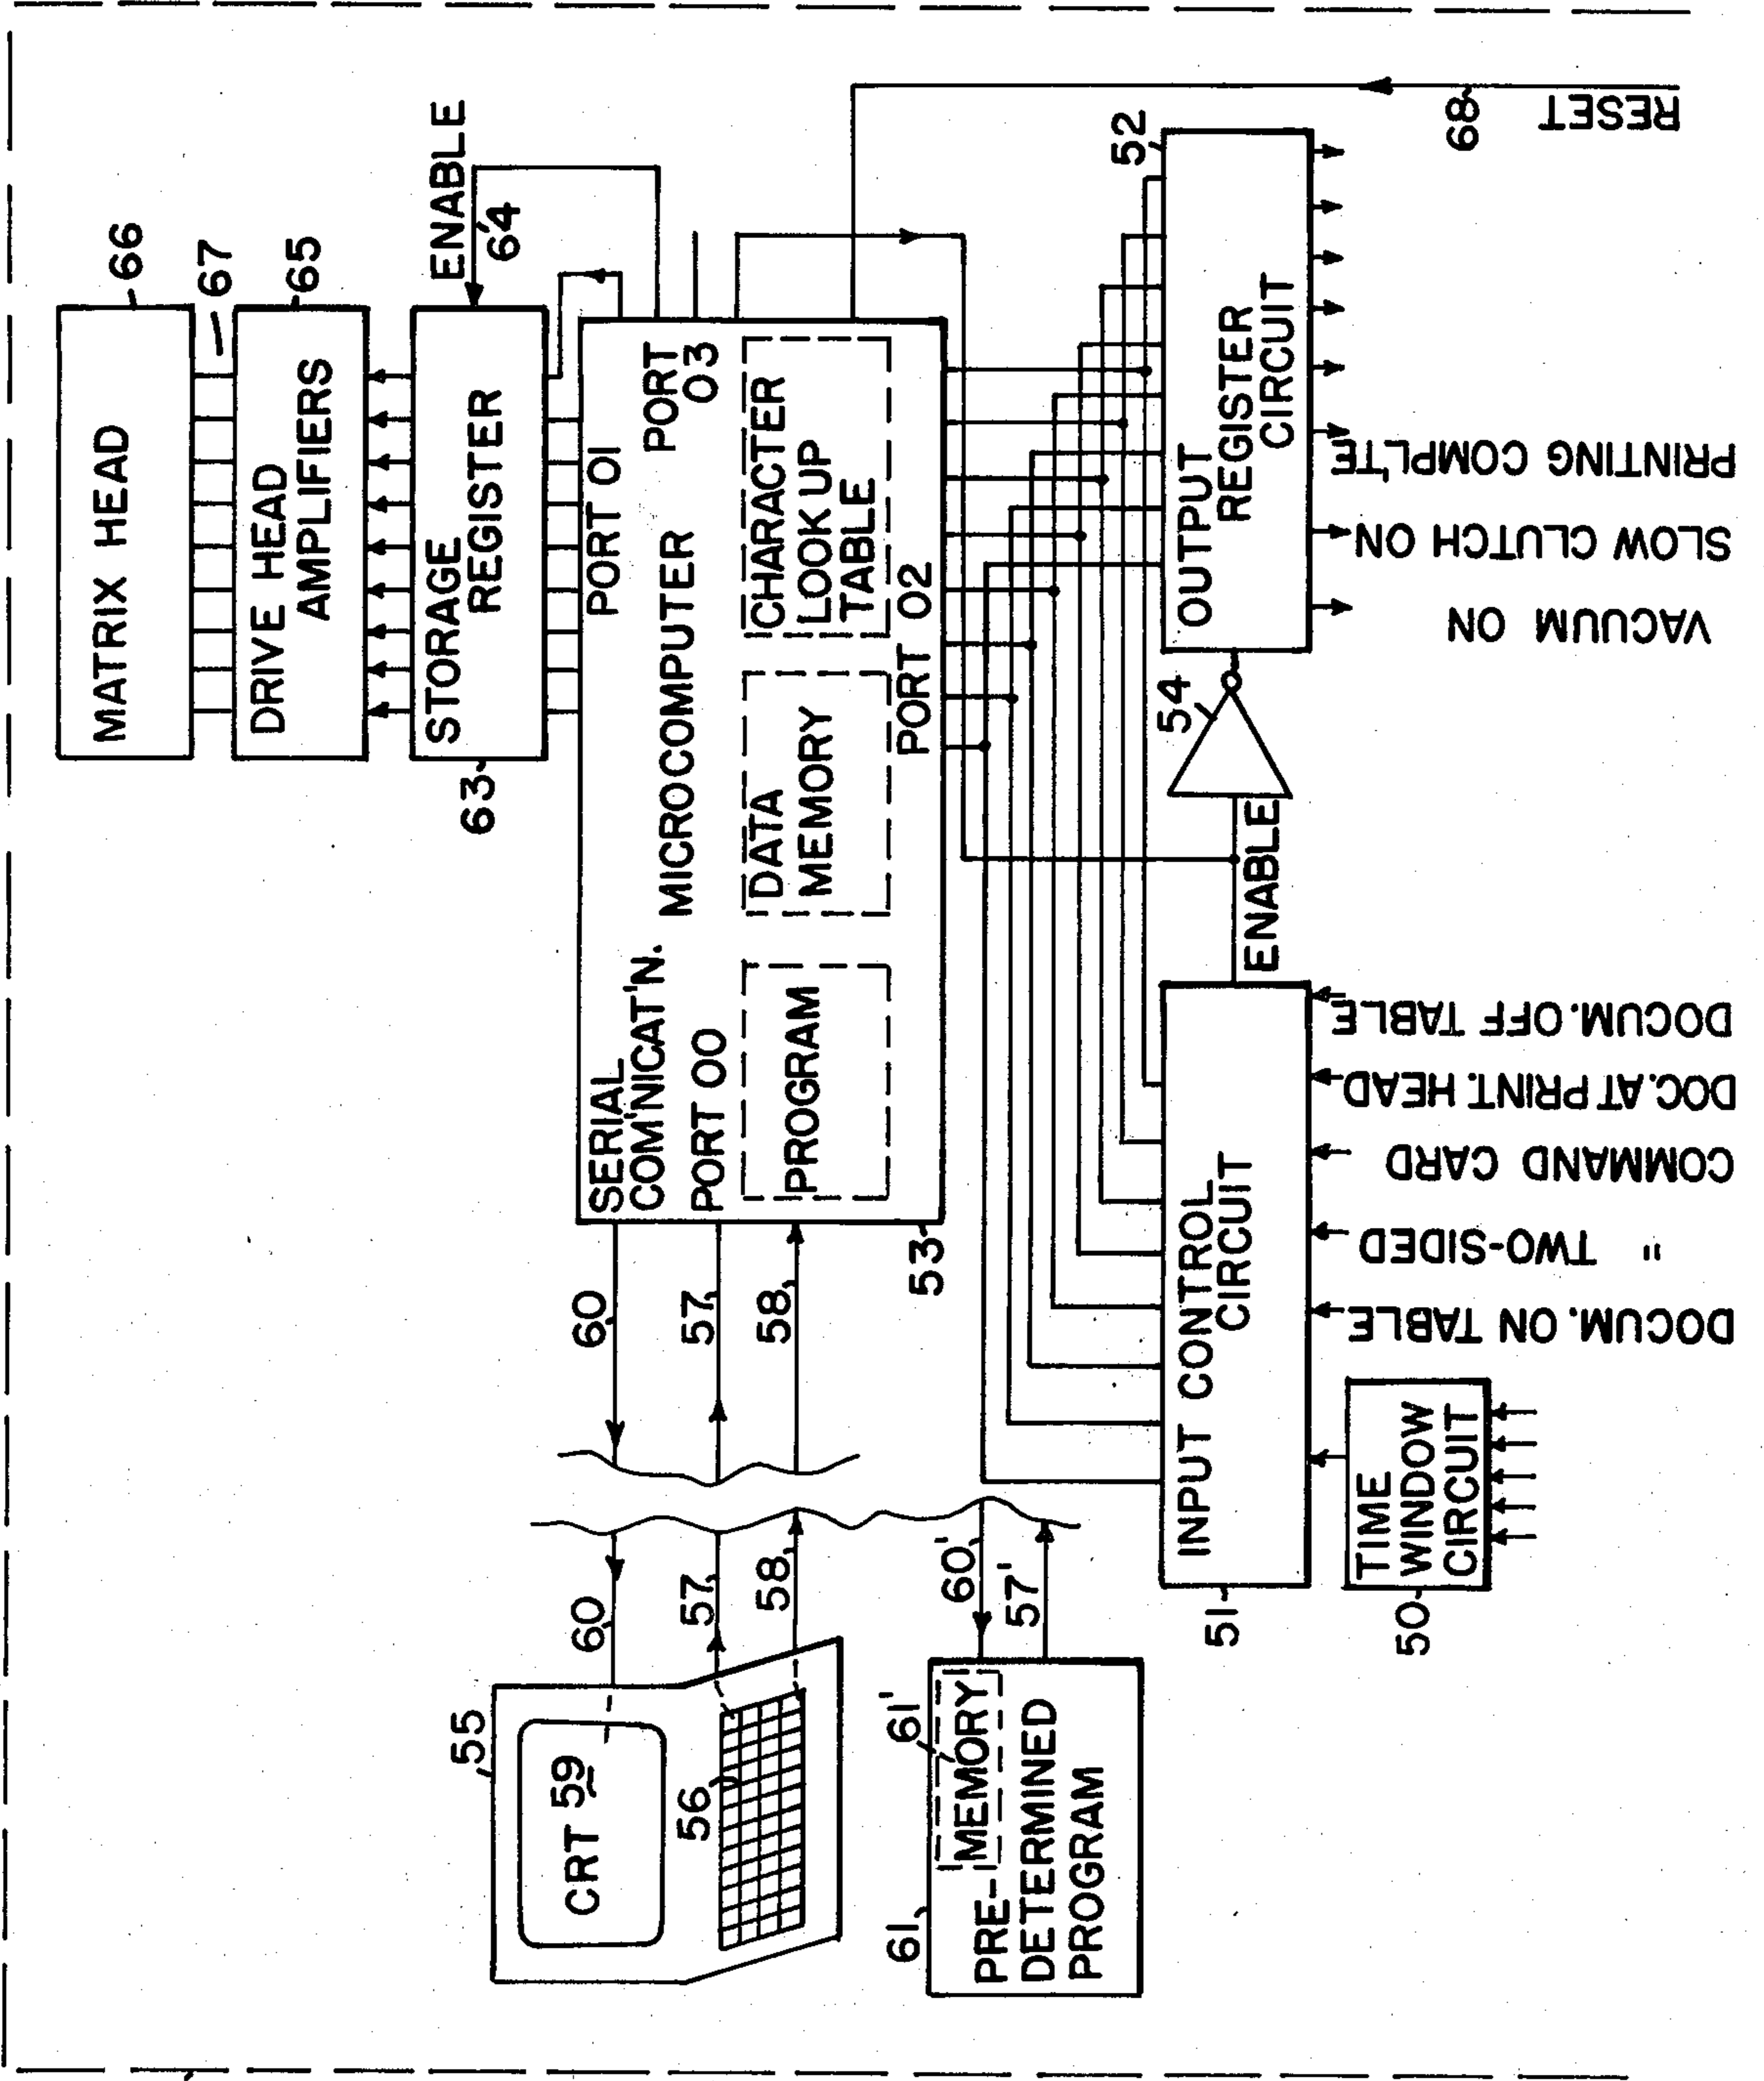 MATRIX HEAD
66
67
DRIVE HEAD
AMPLIFIERS
65
STORAGE
REGISTER
63
ENABLE
64
PORT 01
SERIAL
COM'NICAT'N.
MICROCOMPUTER
PORT
03
PORT 00
PROGRAM
DATA
MEMORY
CHARACTER
LOOK UP
TABLE
PORT 02
53
60
57
58
60
57
58
55
CRT 59
56
60'
57'
61
61'
MEMORY
PRE-
DETERMINED
PROGRAM
INPUT CONTROL
CIRCUIT
51
ENABLE
54
OUTPUT
REGISTER
CIRCUIT
52
TIME
WINDOW
CIRCUIT
50
DOCUM. ON TABLE
" TWO-SIDED
COMMAND CARD
DOC. AT PRINT. HEAD
DOCUM. OFF TABLE
VACUUM ON
SLOW CLUTCH ON
PRINTING COMPL'TE
68
RESET